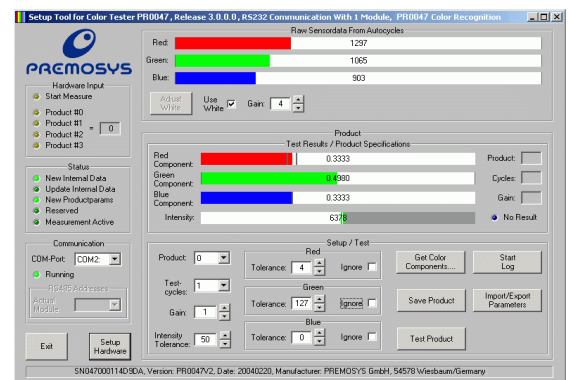 Setup Tool for Color Tester PR0047, Release 3.0.0.0, RS232 Communication With 1 Module, PR0047 Color Recognition
PREMOSYS
Hardware Input
Start Measure
Product #0
Product #1
Product #2
Product #3
= 0
Status
New Internal Data
Update Internal Data
New Productparams
Reserved
Measurement Active
Communication
COM-Port: COM2:
Running
RS485 Addresses
Actual Module:
Exit
Setup Hardware
Raw Sensordata From Autocycles
Red: 1297
Green: 1065
Blue: 903
Adjust White
Use White
Gain: 4
Product
Test Results / Product Specifications
Red Component: 0.3333
Product:
Green Component: 0.4980
Cycles:
Blue Component: 0.3333
Gain:
Intensity: 6378
No Result
Setup / Test
Product: 0
Test-cycles: 1
Gain: 1
Intensity Tolerance: 50
Red
Tolerance: 4 Ignore
Green
Tolerance: 127 Ignore
Blue
Tolerance: 0 Ignore
Get Color Components....
Start Log
Save Product
Import/Export Parameters
Test Product
SN047000114D9DA, Version: PR0047V2, Date: 20040220, Manufacturer: PREMOSYS GmbH, 54578 Wiesbaum/Germany